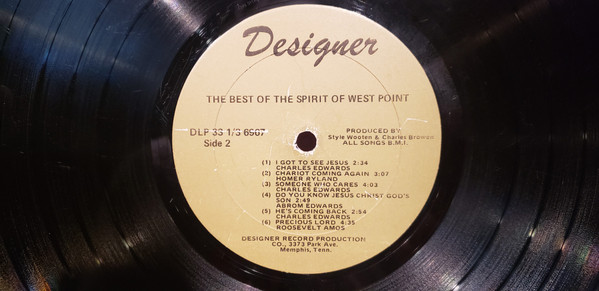 Designer
THE BEST OF THE SPIRIT OF WEST POINT
DLP 33 1/3 6967
Side 2
PRODUCED BY
Style Wooten & Charles Bowman
ALL SONGS B.M.I.
(1) I GOT TO SEE JESUS 2:34
CHARLES EDWARDS
(2) CHARIOT COMING AGAIN 3:07
HOMER RYLAND
(3) SOMEONE WHO CARES 4:03
CHARLES EDWARDS
(4) DO YOU KNOW JESUS CHRIST GOD'S
SON 2:49
ABROM EDWARDS
(5) HE'S COMING BACK 2:54
CHARLES EDWARDS
(6) PRECIOUS LORD 4:35
ROOSEVELT AMOS
DESIGNER RECORD PRODUCTION
CO., 3373 Park Ave.
Memphis, Tenn.